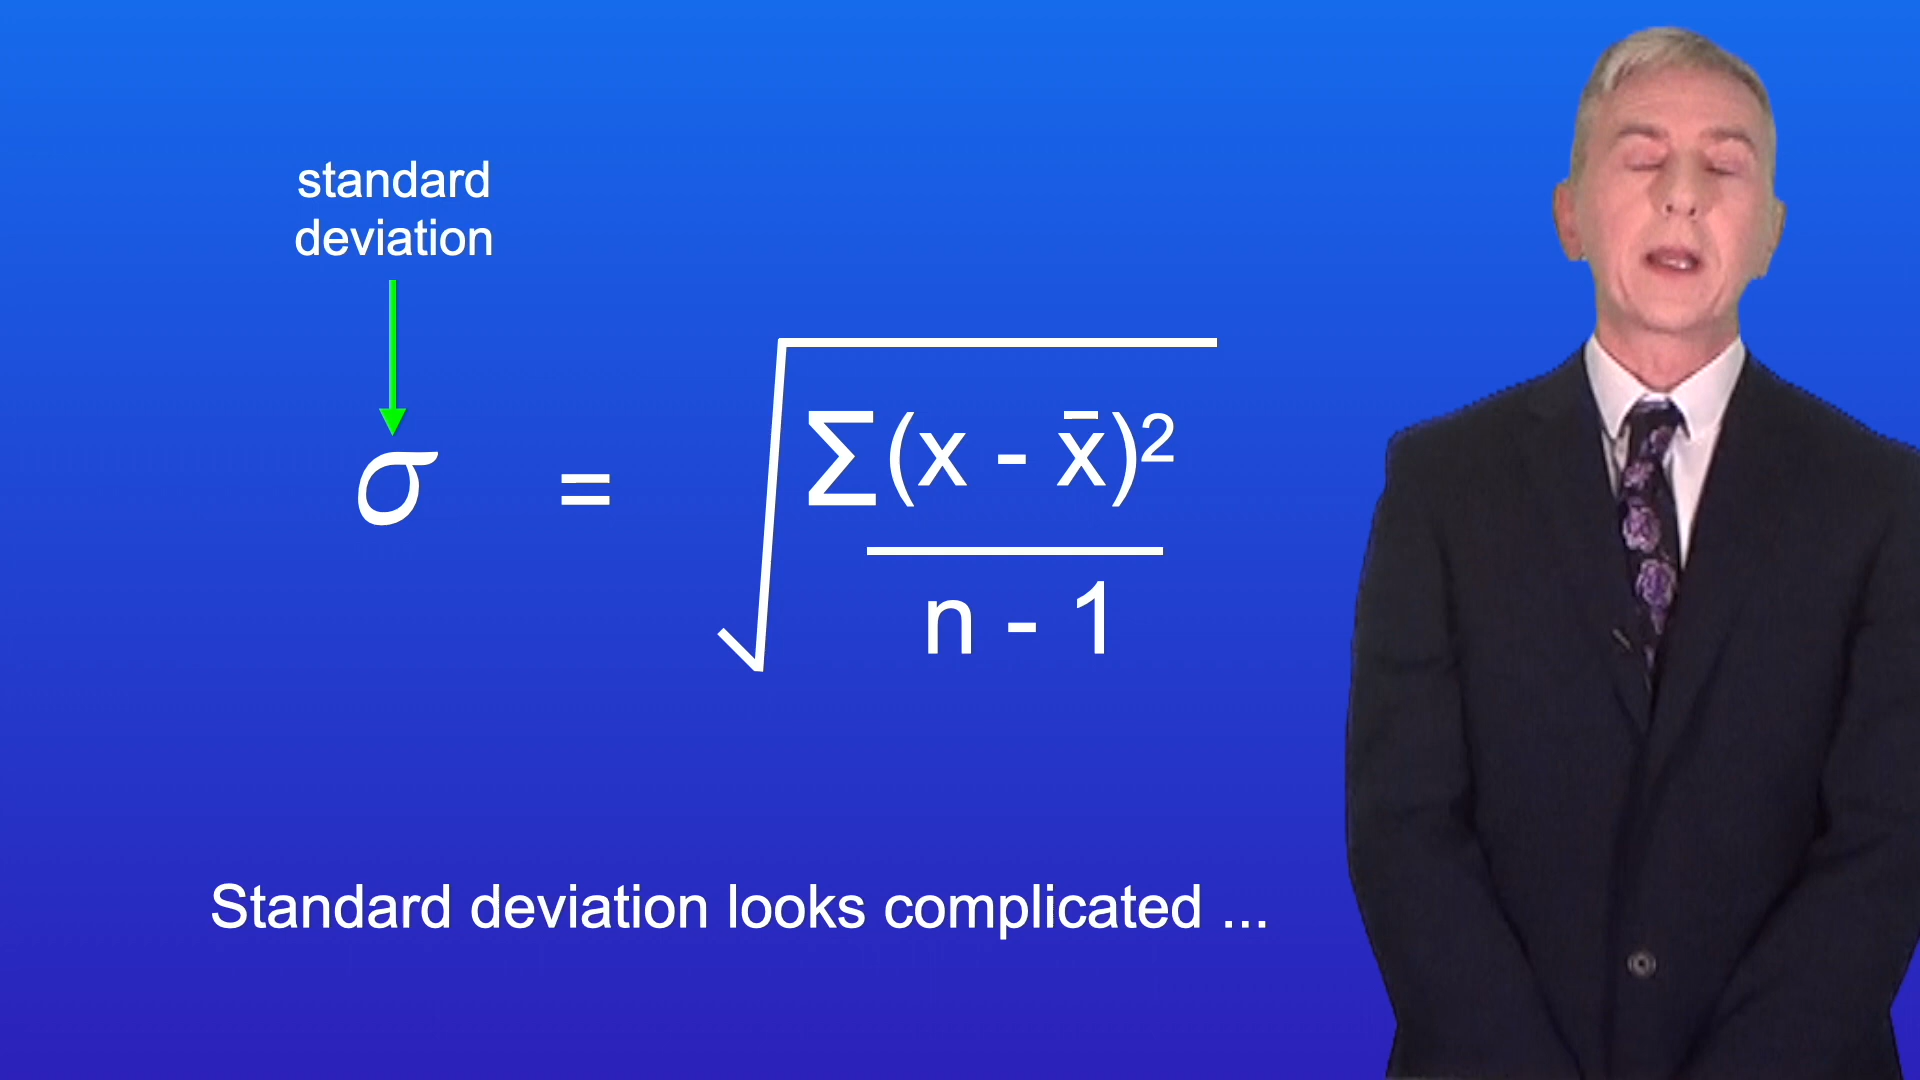 standard
deviation
σ = √ Σ(x - x̄)²
n - 1
Standard deviation looks complicated ...